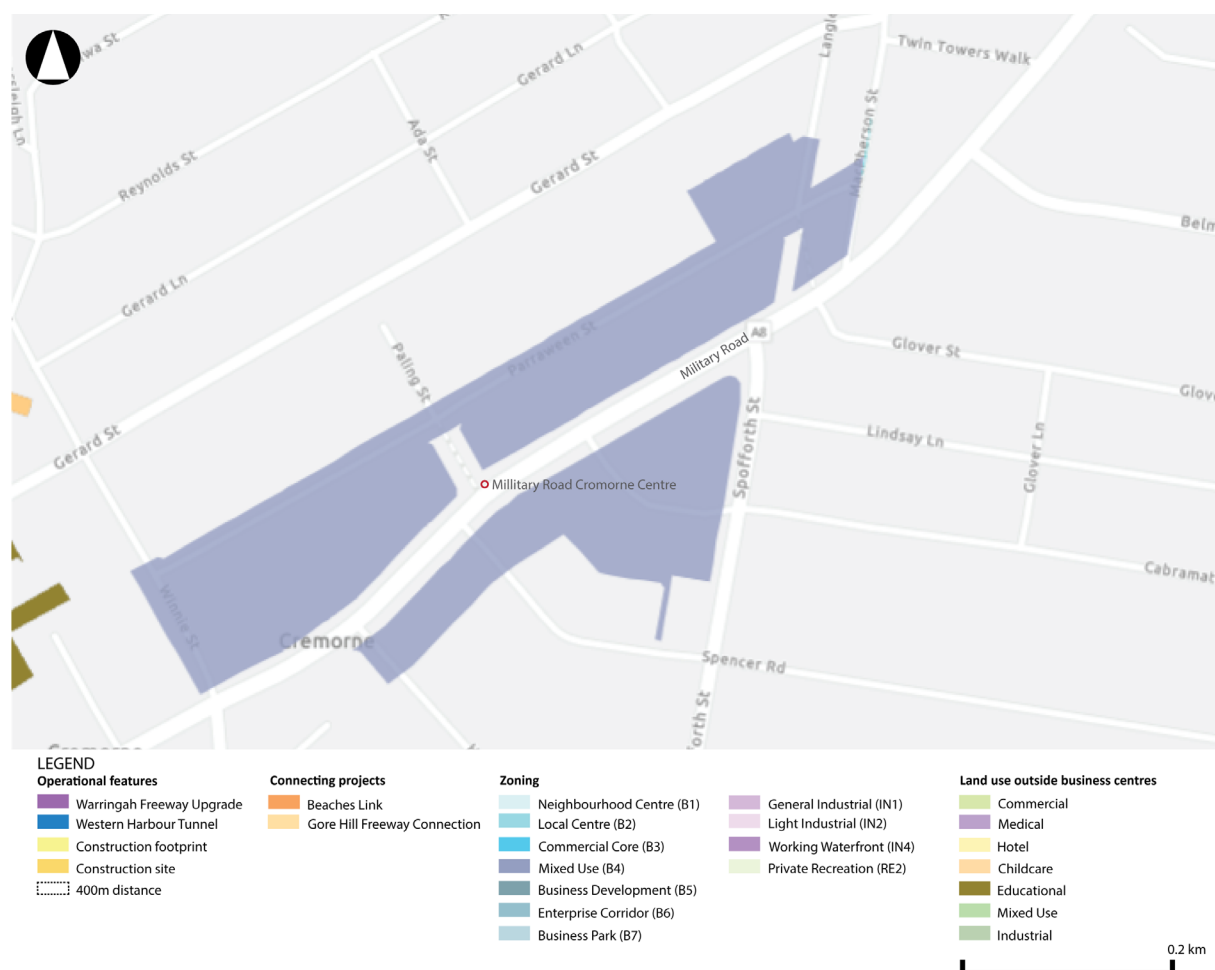 wa St
Gerard Ln
Langle
Twin Towers Walk
Ada St
Reynolds St
Gerard St
Belm
Gerard Ln
Parraween St
Paling St
Military Road
A8
Glover St
Glov
Gerard St
Lindsay Ln
Glover Ln
Spofforth St
Millitary Road Cromorne Centre
Cabramat
Winnie St
Cremorne
Spencer Rd
forth St
LEGEND
Operational features
Warringah Freeway Upgrade
Western Harbour Tunnel
Construction footprint
Construction site
400m distance
Connecting projects
Beaches Link
Gore Hill Freeway Connection
Zoning
Neighbourhood Centre (B1)
Local Centre (B2)
Commercial Core (B3)
Mixed Use (B4)
Business Development (B5)
Enterprise Corridor (B6)
Business Park (B7)
General Industrial (IN1)
Light Industrial (IN2)
Working Waterfront (IN4)
Private Recreation (RE2)
Land use outside business centres
Commercial
Medical
Hotel
Childcare
Educational
Mixed Use
Industrial
0.2 km